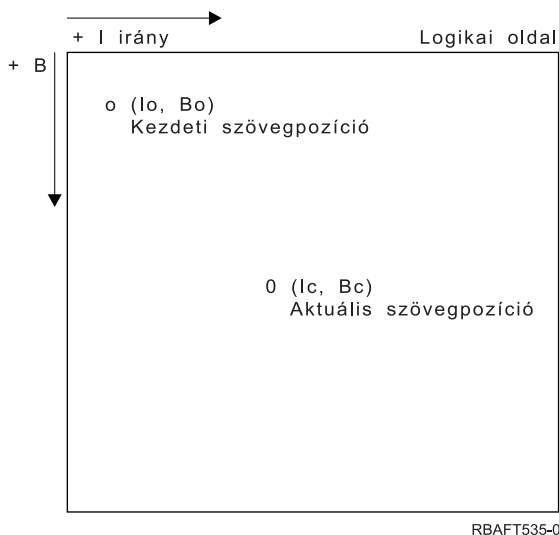 + I irány
Logikai oldal
+ B
o (Io, Bo)
Kezdeti szövegpozíció
0 (Ic, Bc)
Aktuális szövegpozíció
RBAFT535-0